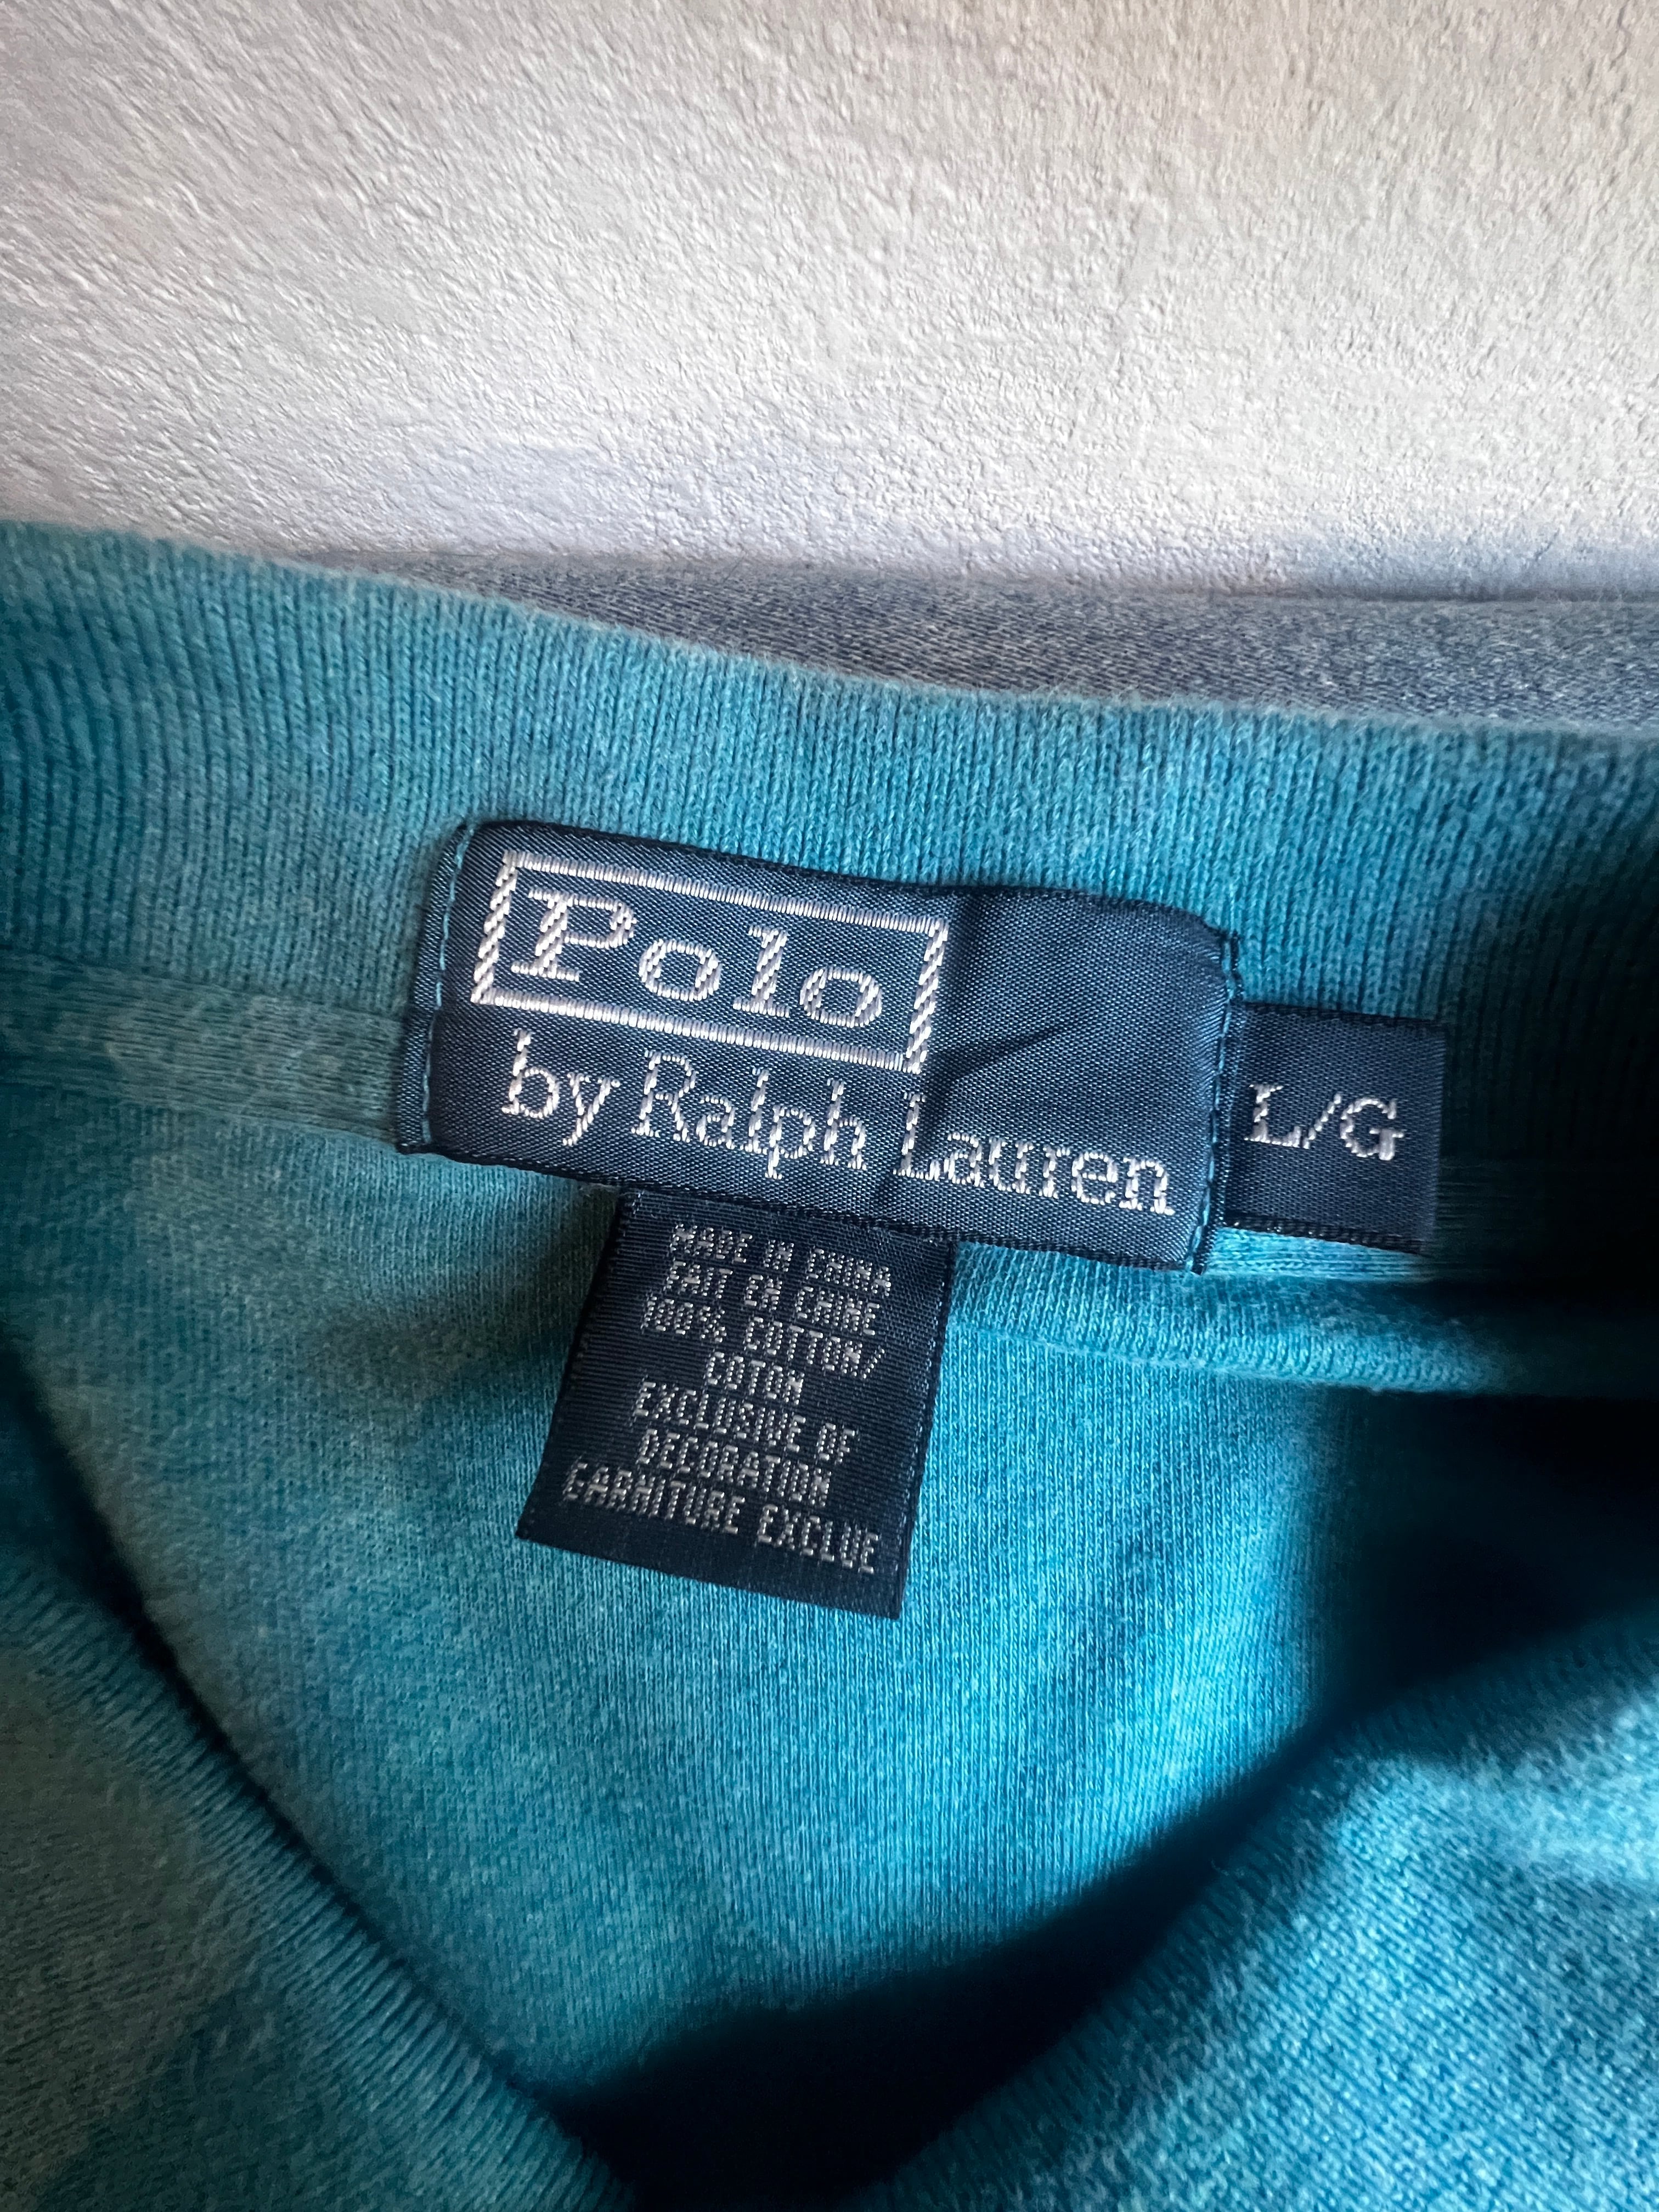 Polo
by Ralph Lauren
L/G
MADE IN CHINA
FAIT EN CHINE
100% COTTON/
COTON
EXCLUSIVE OF
DECORATION
GARNITURE EXCLUE